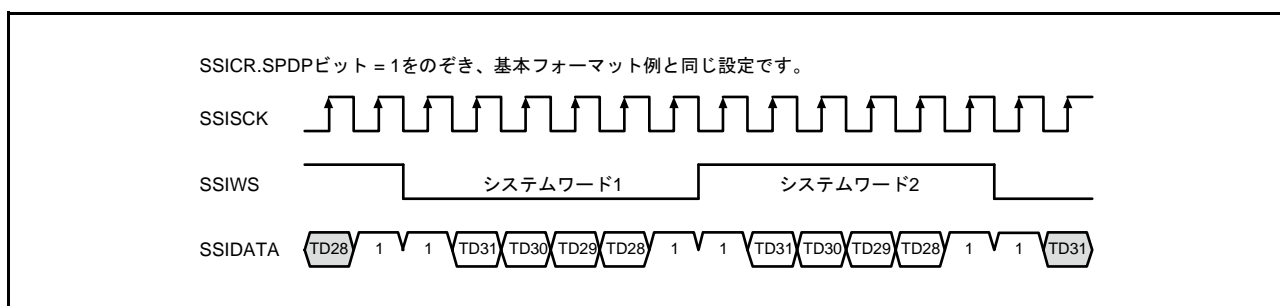 SSICR.SPDPビット = 1をのぞき、基本フォーマット例と同じ設定です。
SSISCK
SSIWS システムワード1 システムワード2
SSIDATA TD28 1 1 TD31 TD30 TD29 TD28 1 1 TD31 TD30 TD29 TD28 1 1 TD31